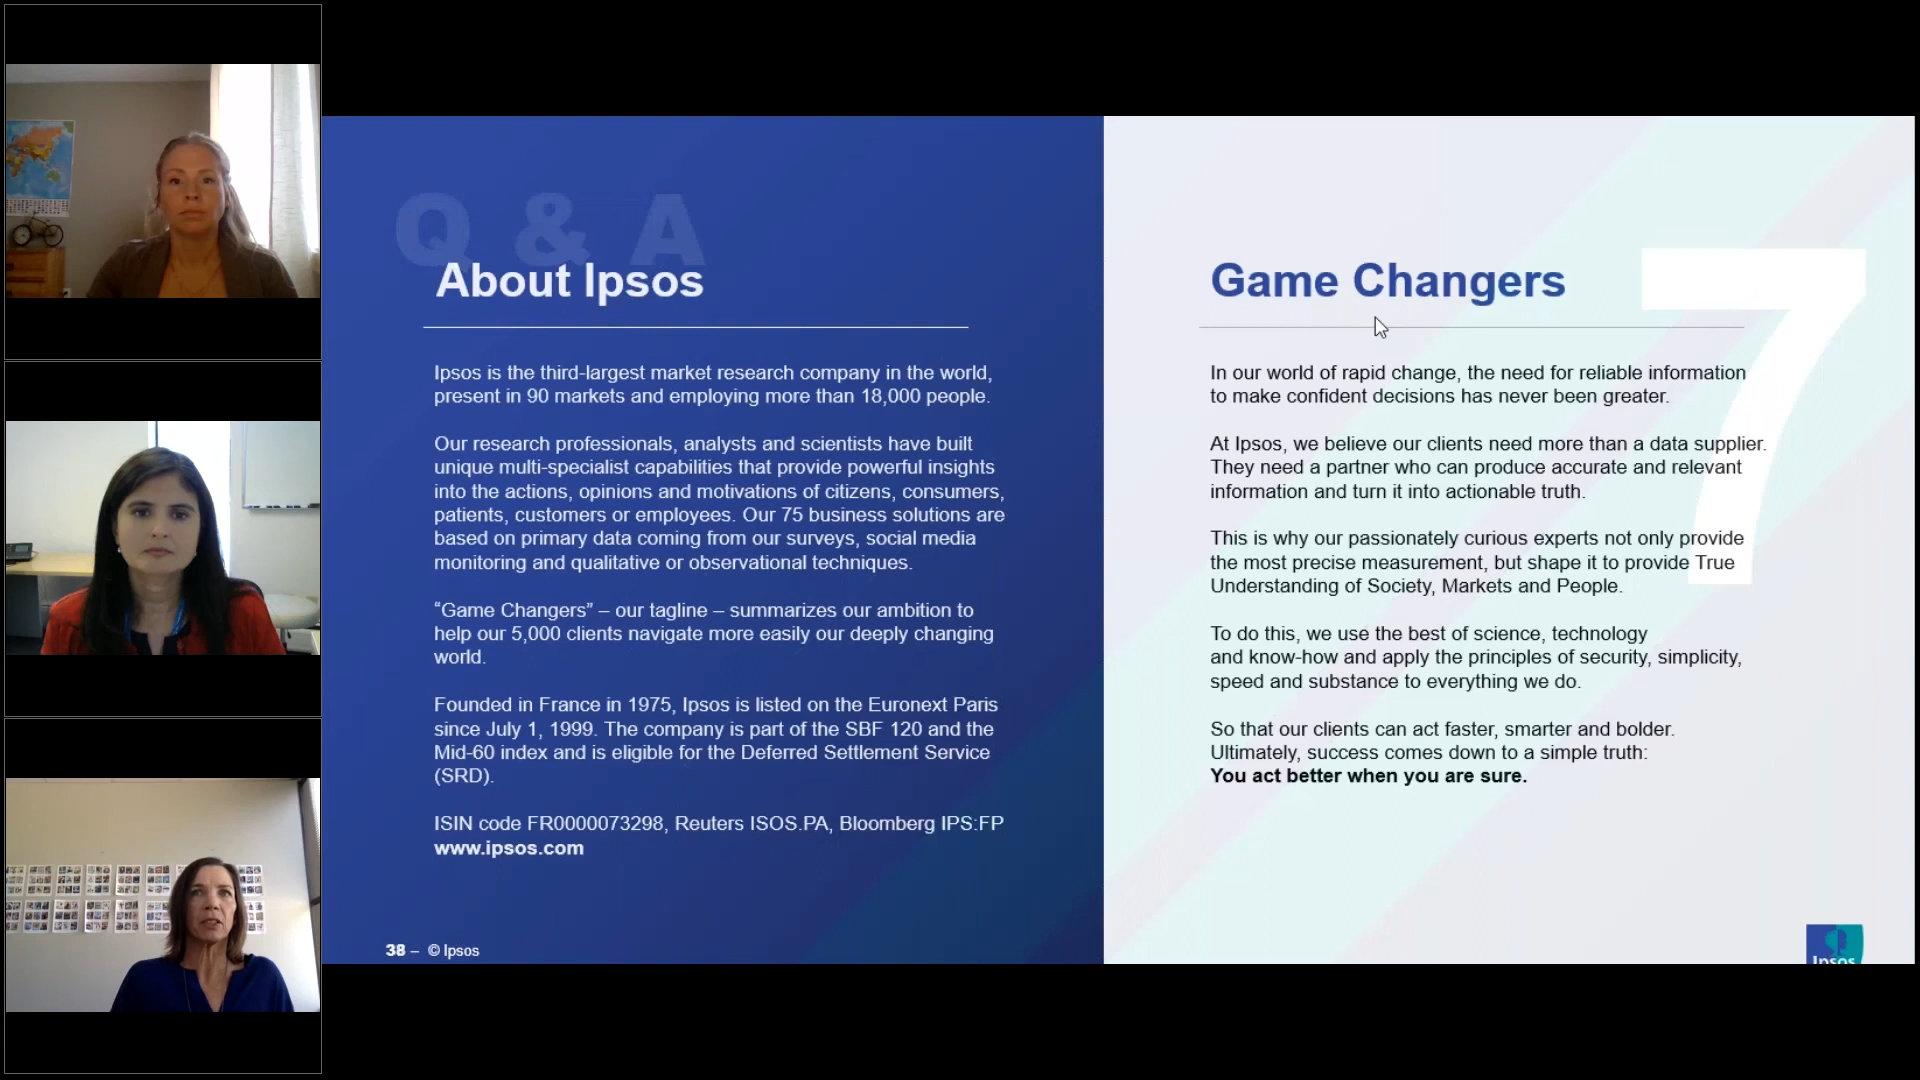 Q & A
About Ipsos
Ipsos is the third-largest market research company in the world,
present in 90 markets and employing more than 18,000 people.
Our research professionals, analysts and scientists have built
unique multi-specialist capabilities that provide powerful insights
into the actions, opinions and motivations of citizens, consumers,
patients, customers or employees. Our 75 business solutions are
based on primary data coming from our surveys, social media
monitoring and qualitative or observational techniques.
“Game Changers” – our tagline – summarizes our ambition to
help our 5,000 clients navigate more easily our deeply changing
world.
Founded in France in 1975, Ipsos is listed on the Euronext Paris
since July 1, 1999. The company is part of the SBF 120 and the
Mid-60 index and is eligible for the Deferred Settlement Service
(SRD).
ISIN code FR0000073298, Reuters ISOS.PA, Bloomberg IPS:FP
www.ipsos.com
38 – © Ipsos
7
Game Changers
In our world of rapid change, the need for reliable information
to make confident decisions has never been greater.
At Ipsos, we believe our clients need more than a data supplier.
They need a partner who can produce accurate and relevant
information and turn it into actionable truth.
This is why our passionately curious experts not only provide
the most precise measurement, but shape it to provide True
Understanding of Society, Markets and People.
To do this, we use the best of science, technology
and know-how and apply the principles of security, simplicity,
speed and substance to everything we do.
So that our clients can act faster, smarter and bolder.
Ultimately, success comes down to a simple truth:
You act better when you are sure.
Ipsos